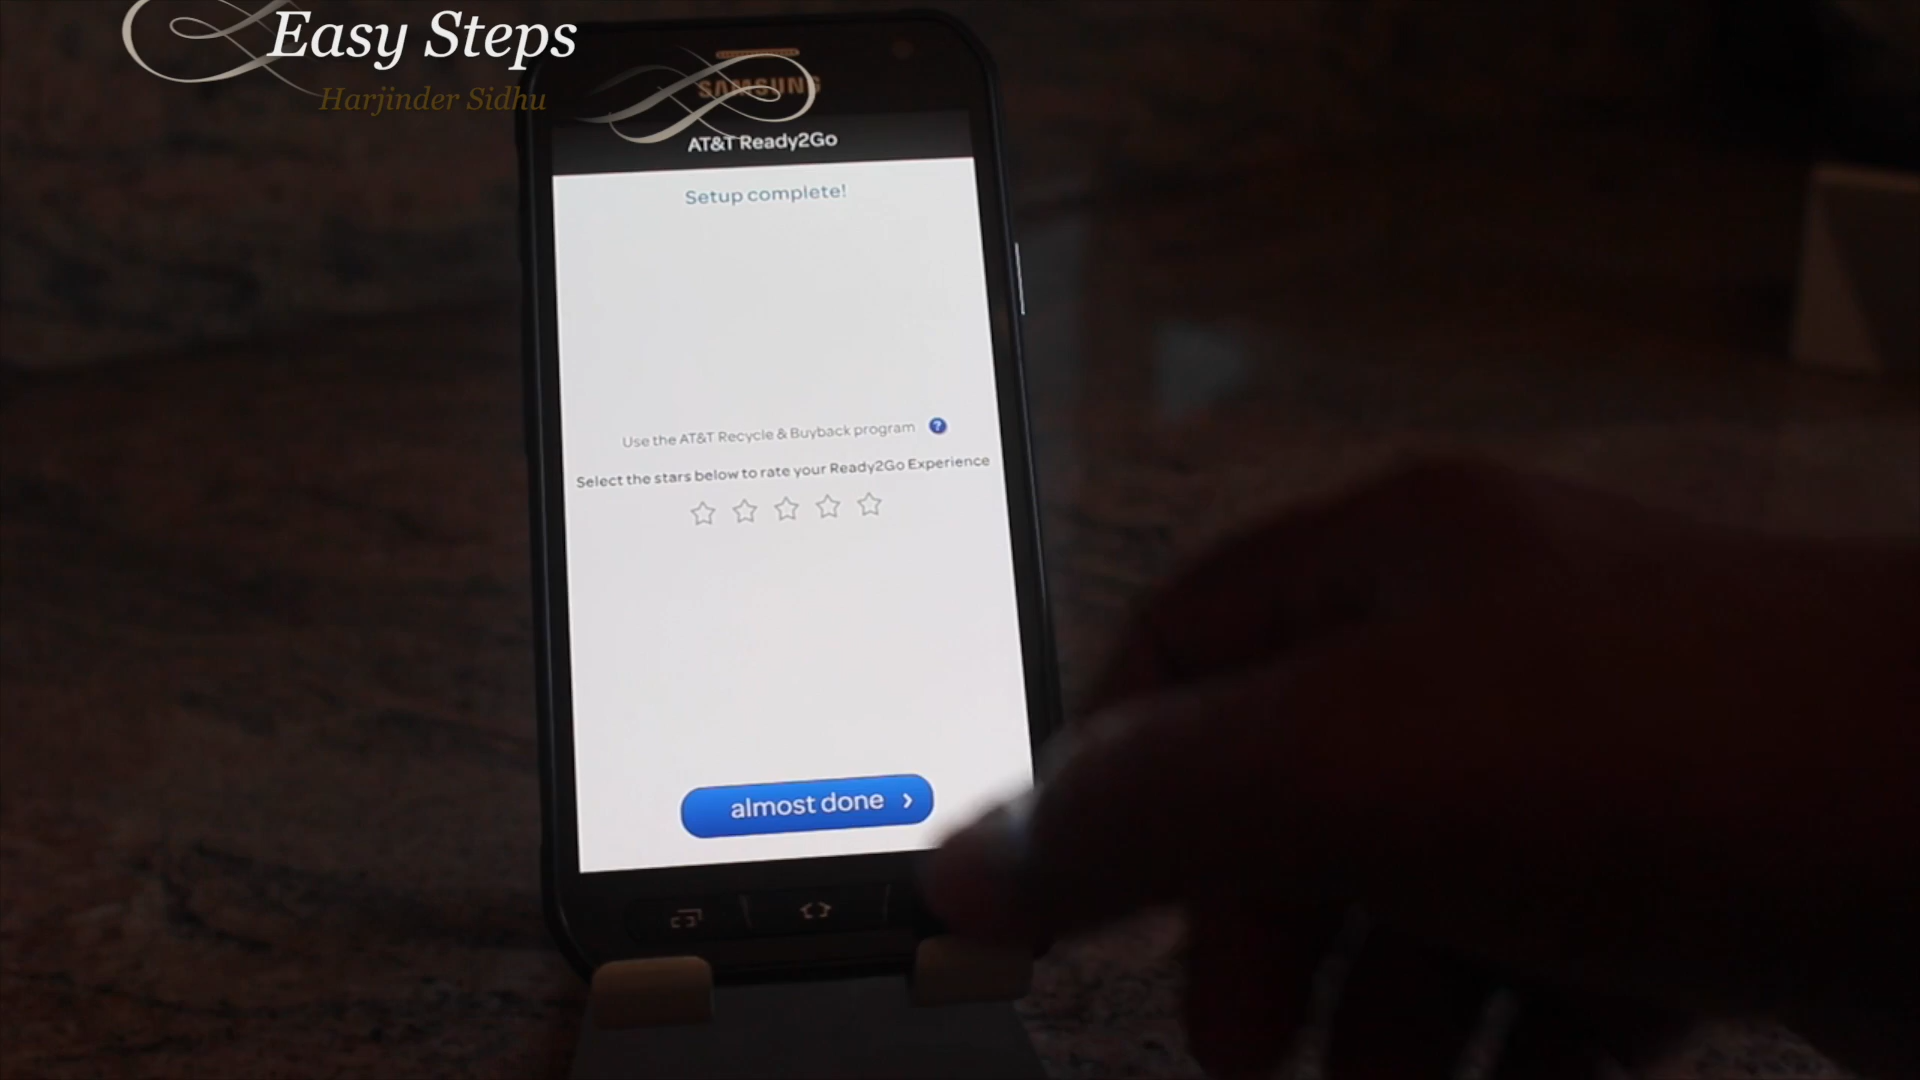 Easy Steps
Harjinder Sidhu
SAMSUNG
AT&T Ready2Go
Setup complete!
Use the AT&T Recycle & Buyback program ?
Select the stars below to rate your Ready2Go Experience
almost done